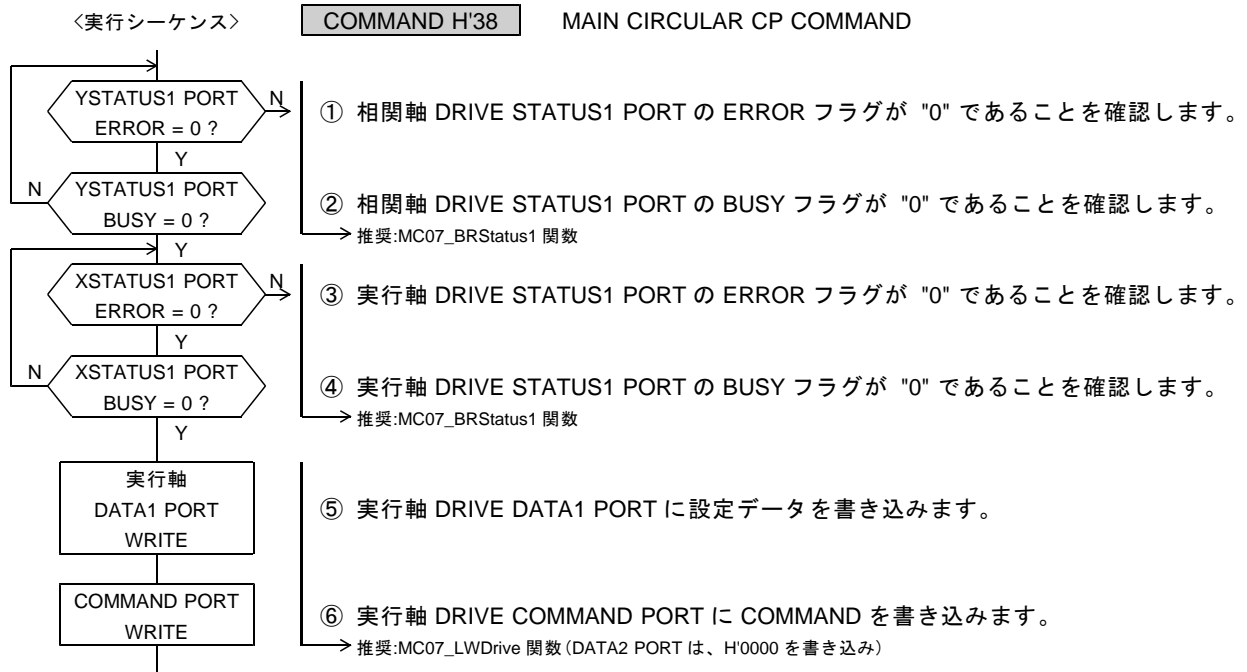 〈実行シーケンス〉 COMMAND H'38 MAIN CIRCULAR CP COMMAND
YSTATUS1 PORT
ERROR = 0 ?
N
① 相関軸 DRIVE STATUS1 PORT の ERROR フラグが "0" であることを確認します。
Y
N
YSTATUS1 PORT
BUSY = 0 ?
② 相関軸 DRIVE STATUS1 PORT の BUSY フラグが "0" であることを確認します。
推奨:MC07_BRStatus1 関数
Y
XSTATUS1 PORT
ERROR = 0 ?
N
③ 実行軸 DRIVE STATUS1 PORT の ERROR フラグが "0" であることを確認します。
Y
N
XSTATUS1 PORT
BUSY = 0 ?
④ 実行軸 DRIVE STATUS1 PORT の BUSY フラグが "0" であることを確認します。
推奨:MC07_BRStatus1 関数
Y
実行軸
DATA1 PORT
WRITE
⑤ 実行軸 DRIVE DATA1 PORT に設定データを書き込みます。
COMMAND PORT
WRITE
⑥ 実行軸 DRIVE COMMAND PORT に COMMAND を書き込みます。
推奨:MC07_LWDrive 関数(DATA2 PORT は、H'0000 を書き込み)